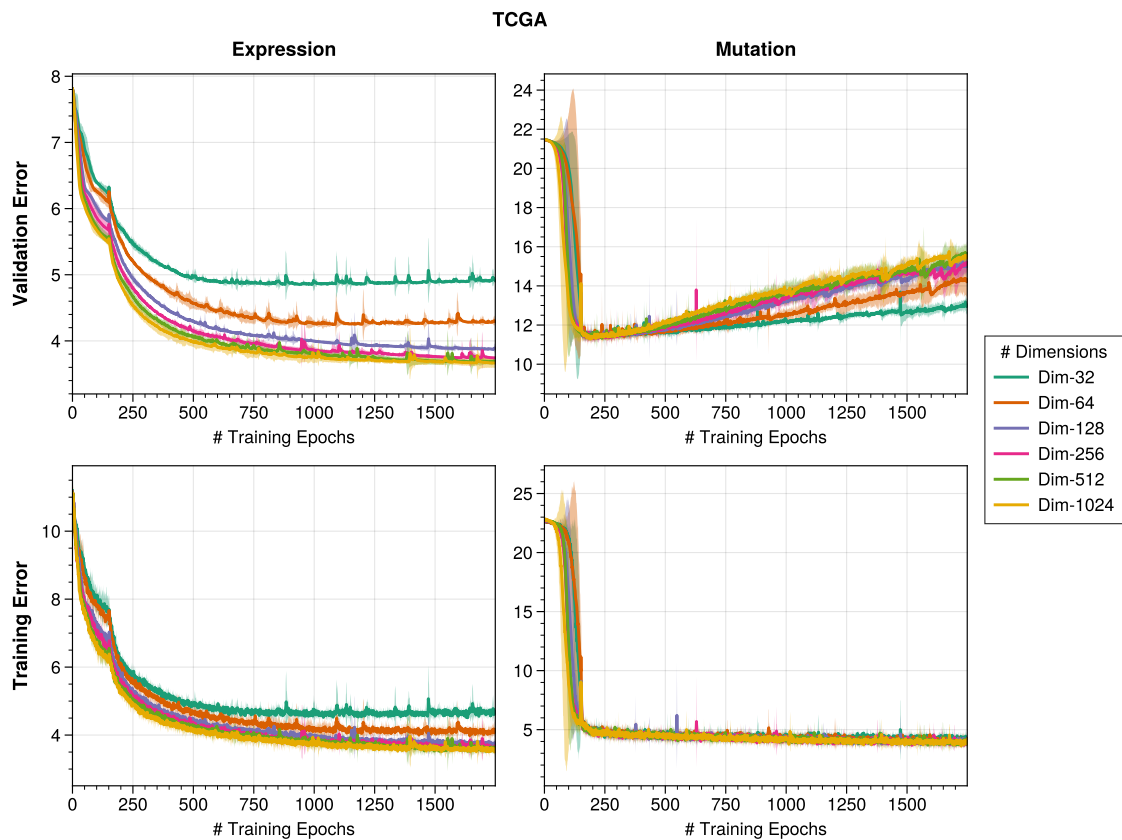 TCGA
Expression
Mutation
Validation Error
8
7
6
5
4
0 250 500 750 1000 1250 1500
# Training Epochs
24
22
20
18
16
14
12
10
0 250 500 750 1000 1250 1500
# Training Epochs
# Dimensions
Dim-32
Dim-64
Dim-128
Dim-256
Dim-512
Dim-1024
Training Error
10
8
6
4
0 250 500 750 1000 1250 1500
# Training Epochs
25
20
15
10
5
0 250 500 750 1000 1250 1500
# Training Epochs